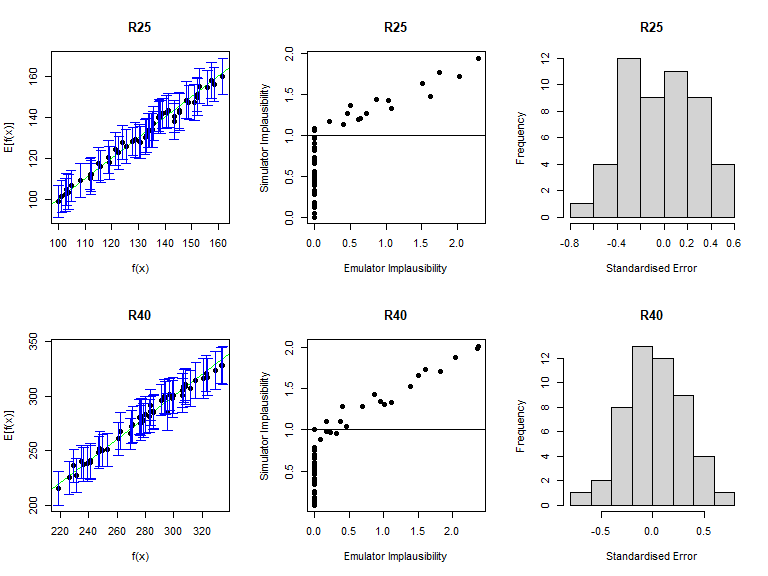 R25
E[f(x)]
100 120 140 160
100 110 120 130 140 150 160
f(x)
R25
Simulator Implausibility
0.0 0.5 1.0 1.5 2.0
0.0 0.5 1.0 1.5 2.0
Emulator Implausibility
R25
Frequency
0 2 4 6 8 10 12
-0.8 -0.4 0.0 0.2 0.4 0.6
Standardised Error
R40
E[f(x)]
200 250 300 350
220 240 260 280 300 320
f(x)
R40
Simulator Implausibility
0.5 1.0 1.5 2.0
0.0 0.5 1.0 1.5 2.0
Emulator Implausibility
R40
Frequency
0 2 4 6 8 10 12
-0.5 0.0 0.5
Standardised Error